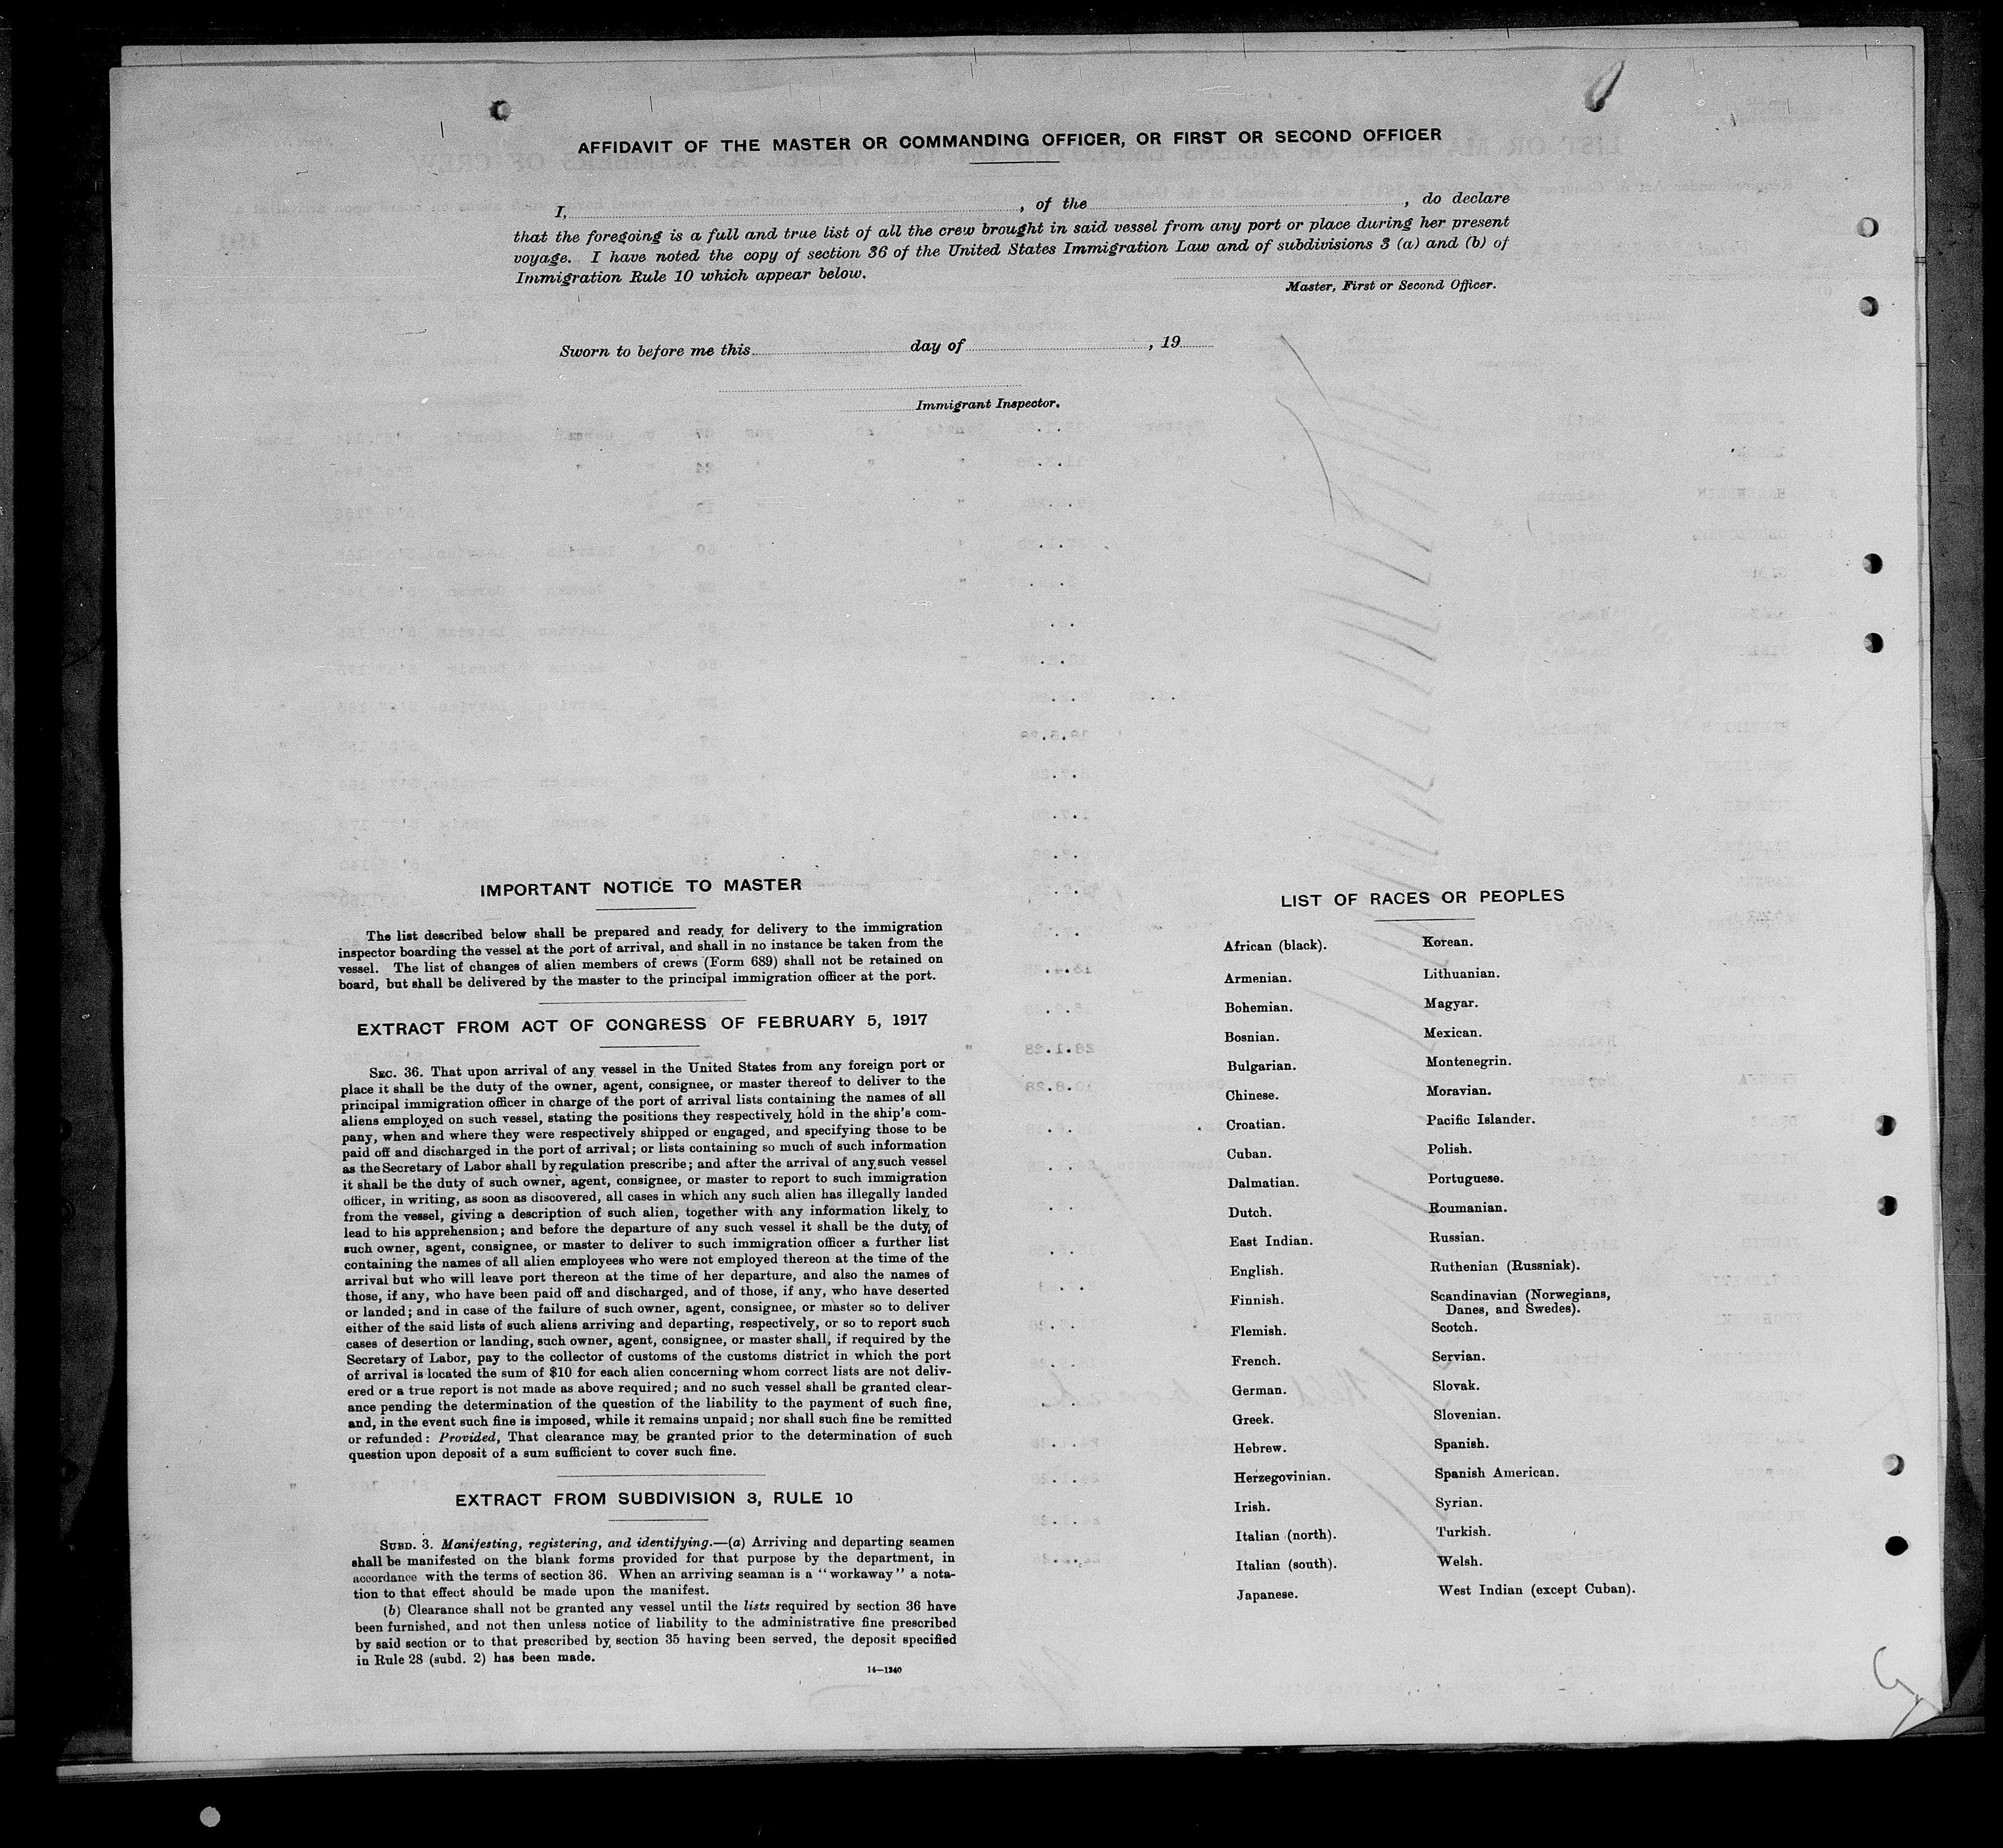 AFFIDAVIT OF THE MASTER OR COMMANDING OFFICER, OR FIRST OR SECOND OFFICER
I, , of the , do declare
that the foregoing is a full and true list of all the crew brought in said vessel from any port or place during her present
voyage. I have noted the copy of section 36 of the United States Immigration Law and of subdivisions 3 (a) and (b) of
Immigration Rule 10 which appear below.
Master, First or Second Officer.
Sworn to before me this day of , 19
Immigrant Inspector.
IMPORTANT NOTICE TO MASTER
The list described below shall be prepared and ready for delivery to the immigration
inspector boarding the vessel at the port of arrival, and shall in no instance be taken from the
vessel. The list of changes of alien members of crews (Form 689) shall not be retained on
board, but shall be delivered by the master to the principal immigration officer at the port.
EXTRACT FROM ACT OF CONGRESS OF FEBRUARY 5, 1917
SEC. 36. That upon arrival of any vessel in the United States from any foreign port or
place it shall be the duty of the owner, agent, consignee, or master thereof to deliver to the
principal immigration officer in charge of the port of arrival lists containing the names of all
aliens employed on such vessel, stating the positions they respectively hold in the ship's com-
pany, when and where they were respectively shipped or engaged, and specifying those to be
paid off and discharged in the port of arrival; or lists containing so much of such information
as the Secretary of Labor shall by regulation prescribe; and after the arrival of any such vessel
it shall be the duty of such owner, agent, consignee, or master to report to such immigration
officer, in writing, as soon as discovered, all cases in which any such alien has illegally landed
from the vessel, giving a description of such alien, together with any information likely to
lead to his apprehension; and before the departure of any such vessel it shall be the duty of
such owner, agent, consignee, or master to deliver to such immigration officer a further list
containing the names of all alien employees who were not employed thereon at the time of the
arrival but who will leave port thereon at the time of her departure, and also the names of
those, if any, who have been paid off and discharged, and of those, if any, who have deserted
or landed; and in case of the failure of such owner, agent, consignee, or master so to deliver
either of the said lists of such aliens arriving and departing, respectively, or so to report such
cases of desertion or landing, such owner, agent, consignee, or master shall, if required by the
Secretary of Labor, pay to the collector of customs of the customs district in which the port
of arrival is located the sum of $10 for each alien concerning whom correct lists are not deliv-
ered or a true report is not made as above required; and no such vessel shall be granted clear-
ance pending the determination of the question of the liability to the payment of such fine,
and, in the event such fine is imposed, while it remains unpaid; nor shall such fine be remitted
or refunded: Provided, That clearance may be granted prior to the determination of such
question upon deposit of a sum sufficient to cover such fine.
EXTRACT FROM SUBDIVISION 3, RULE 10
SUBD. 3. Manifesting, registering, and identifying.—(a) Arriving and departing seamen
shall be manifested on the blank forms provided for that purpose by the department, in
accordance with the terms of section 36. When an arriving seaman is a "workaway" a nota-
tion to that effect should be made upon the manifest.
(b) Clearance shall not be granted any vessel until the lists required by section 36 have
been furnished, and not then unless notice of liability to the administrative fine prescribed
by said section or to that prescribed by section 35 having been served, the deposit specified
in Rule 28 (subd. 2) has been made.
14—1240
LIST OF RACES OR PEOPLES
African (black).
Armenian.
Bohemian.
Bosnian.
Bulgarian.
Chinese.
Croatian.
Cuban.
Dalmatian.
Dutch.
East Indian.
English.
Finnish.
Flemish.
French.
German.
Greek.
Hebrew.
Herzegovinian.
Irish.
Italian (north).
Italian (south).
Japanese.
Korean.
Lithuanian.
Magyar.
Mexican.
Montenegrin.
Moravian.
Pacific Islander.
Polish.
Portuguese.
Roumanian.
Russian.
Ruthenian (Russniak).
Scandinavian (Norwegians,
Danes, and Swedes).
Scotch.
Servian.
Slovak.
Slovenian.
Spanish.
Spanish American.
Syrian.
Turkish.
Welsh.
West Indian (except Cuban).